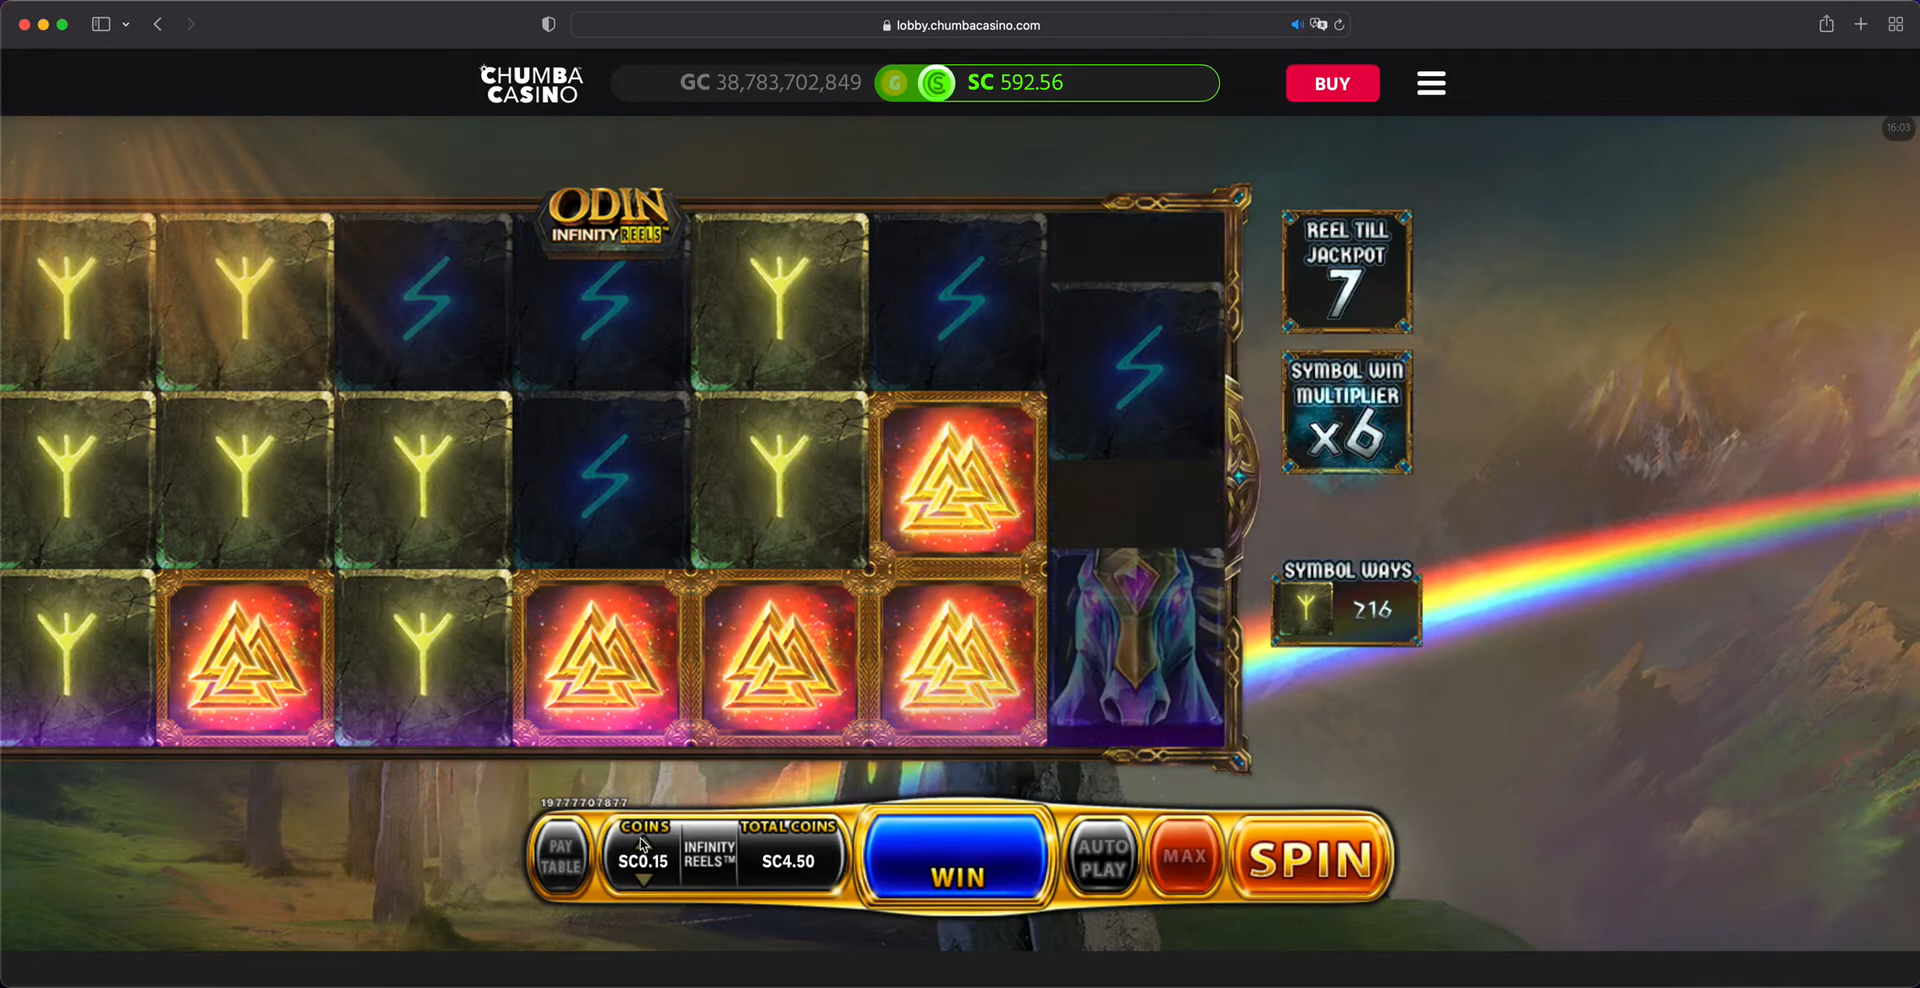 lobby.chumbacasino.com
CHUMBA
CASINO
GC 38,783,702,849
G
S
SC 592.56
BUY
16:03
ODIN
INFINITY REELS™
REEL TILL
JACKPOT
7
SYMBOL WIN
MULTIPLIER
x6
SYMBOL WAYS
216
19777707877
PAY
TABLE
COINS
SC0.15
INFINITY
REELS™
TOTAL COINS
SC4.50
WIN
AUTO
PLAY
MAX
SPIN